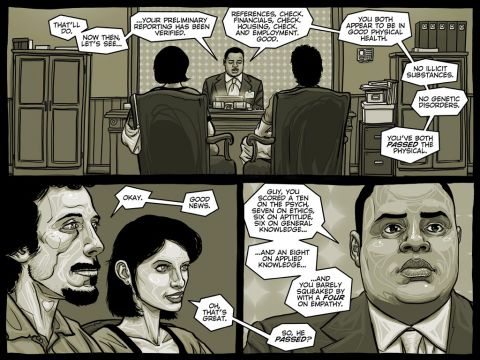 THAT'LL
DO.
NOW THEN,
LET'S SEE...
...YOUR PRELIMINARY
REPORTING HAS BEEN
VERIFIED.
REFERENCES, CHECK.
FINANCIALS, CHECK.
HOUSING, CHECK,
AND EMPLOYMENT.
GOOD.
YOU BOTH
APPEAR TO BE IN
GOOD PHYSICAL
HEALTH.
NO ILLICIT
SUBSTANCES.
NO GENETIC
DISORDERS.
YOU'VE BOTH
PASSED THE
PHYSICAL.
OKAY.
GOOD
NEWS.
OH,
THAT'S
GREAT.
GUY, YOU
SCORED A TEN
ON THE PSYCH,
SEVEN ON ETHICS,
SIX ON APTITUDE,
SIX ON GENERAL
KNOWLEDGE...
...AND AN EIGHT
ON APPLIED
KNOWLEDGE...
...AND
YOU BARELY
SQUEAKED BY
WITH A FOUR
ON EMPATHY.
SO, HE
PASSED?